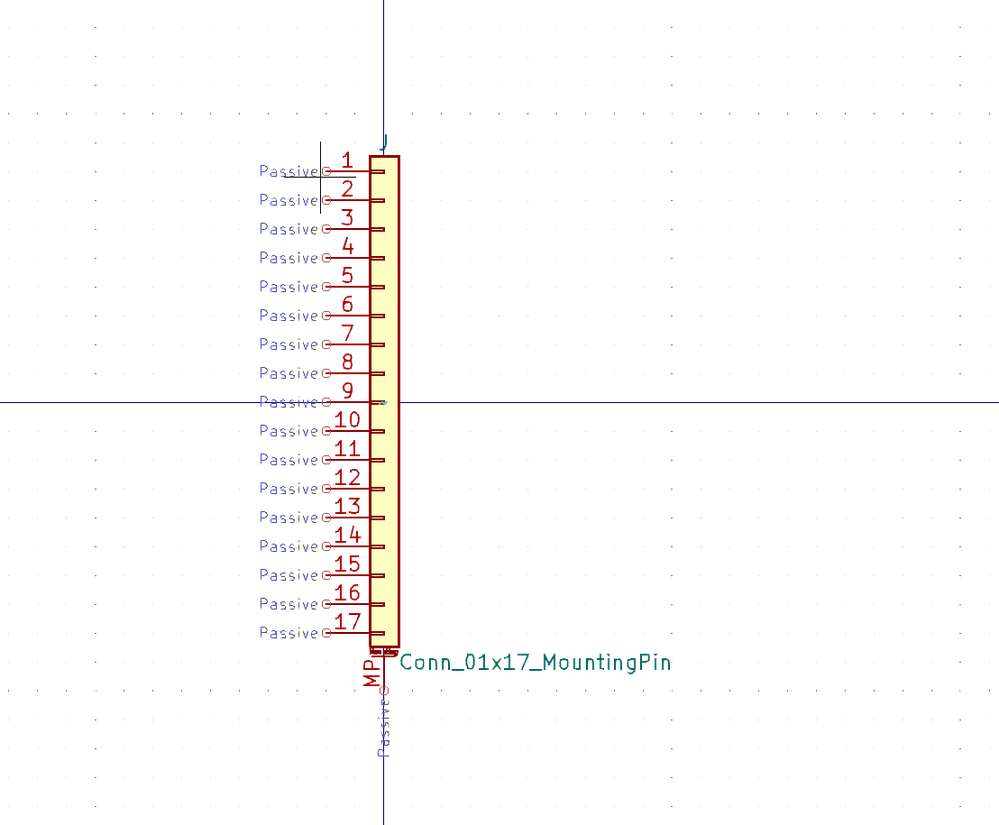 J
Passive 1
Passive 2
Passive 3
Passive 4
Passive 5
Passive 6
Passive 7
Passive 8
Passive 9
Passive 10
Passive 11
Passive 12
Passive 13
Passive 14
Passive 15
Passive 16
Passive 17
MP Conn_01x17_MountingPin
Passive